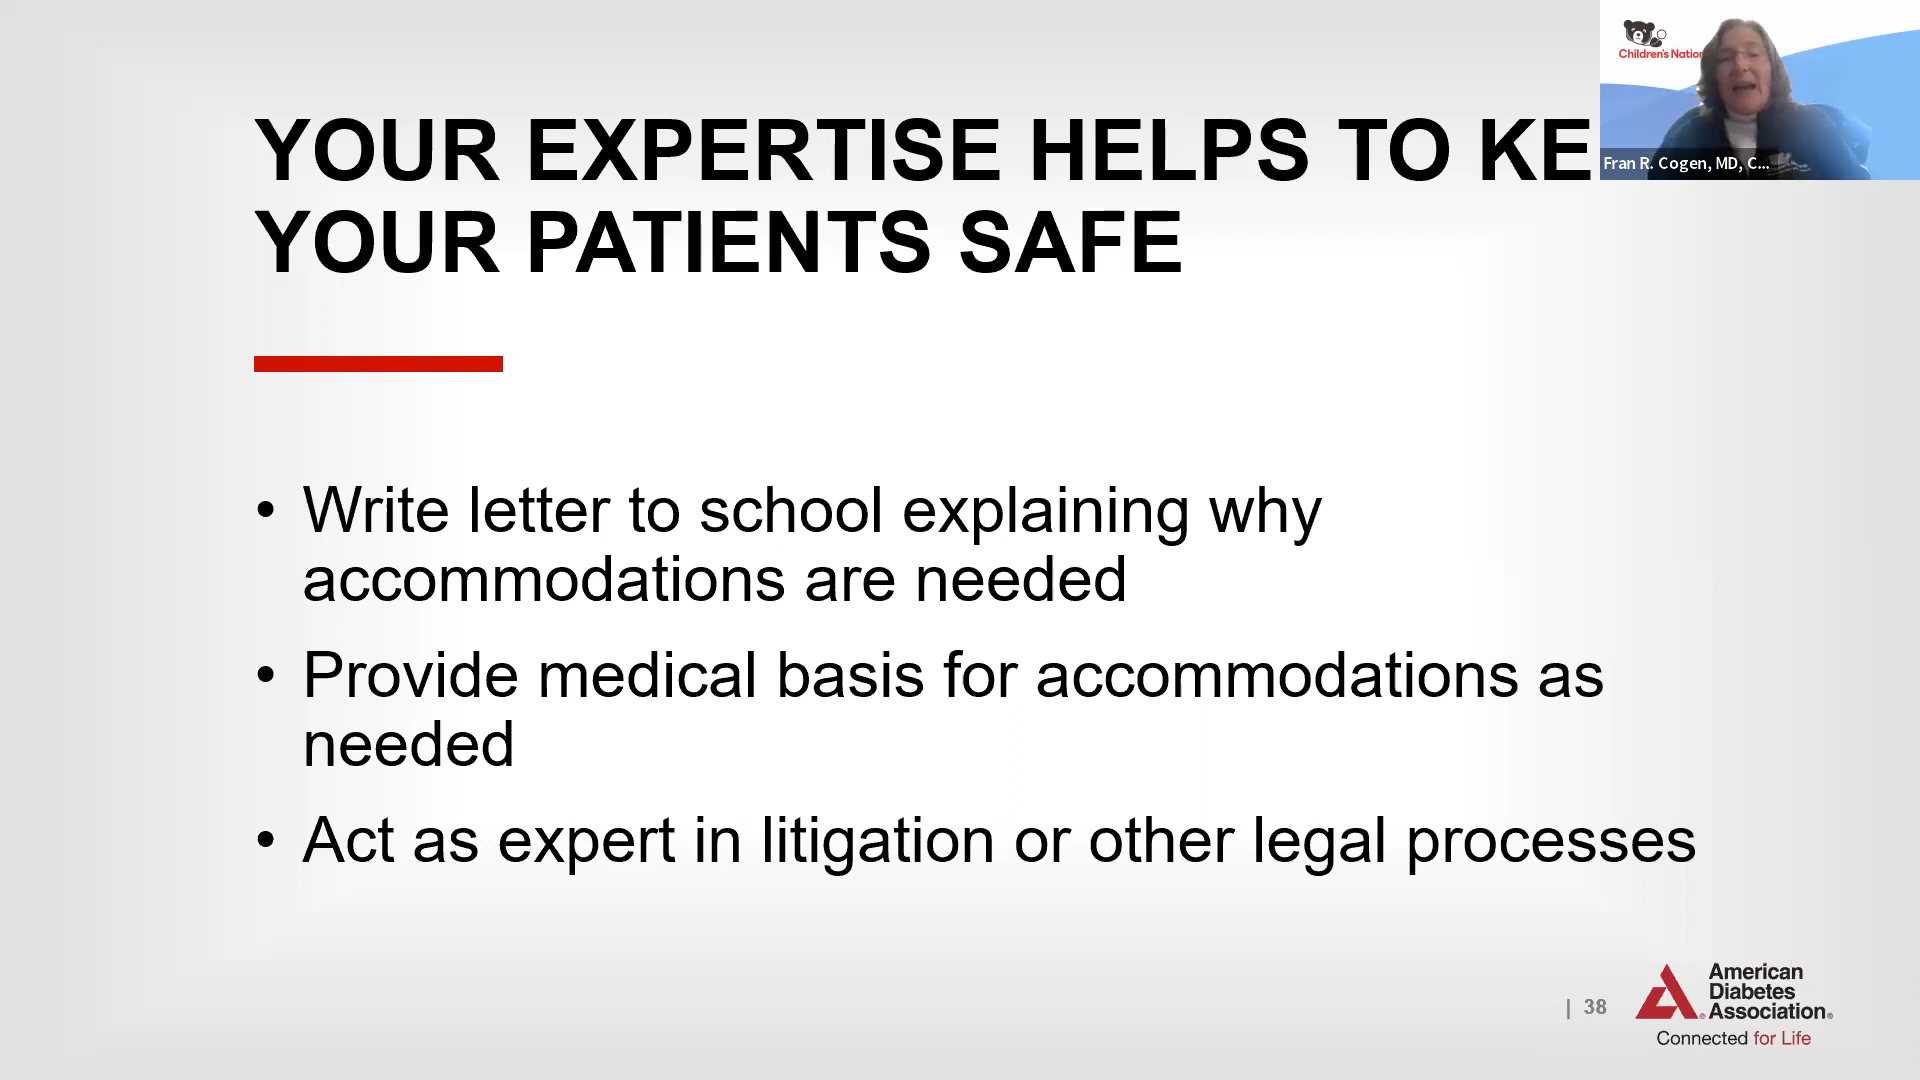 YOUR EXPERTISE HELPS TO KE
YOUR PATIENTS SAFE
• Write letter to school explaining why
accommodations are needed
• Provide medical basis for accommodations as
needed
• Act as expert in litigation or other legal processes
Children's Nation
Fran R. Cogen, MD, C...
| 38
American
Diabetes
Association®
Connected for Life